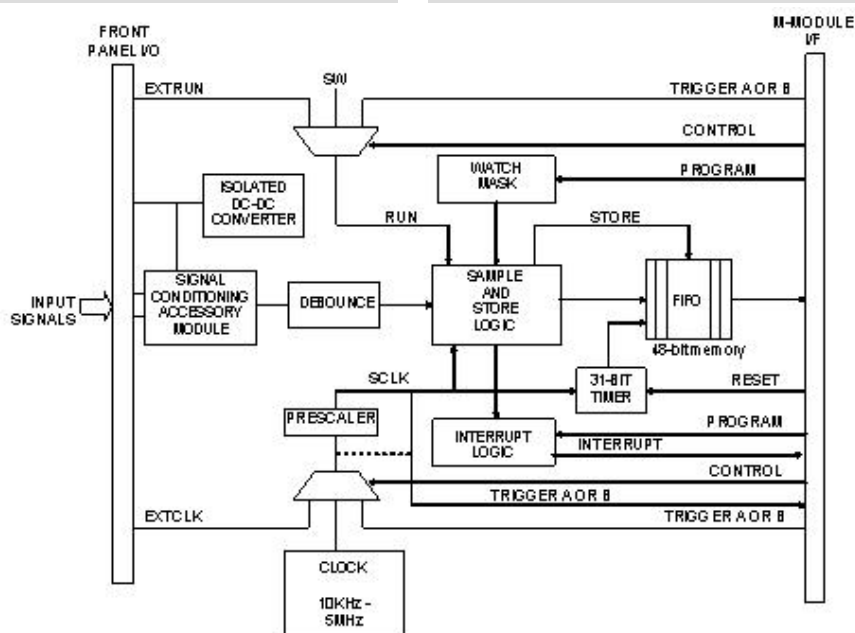 FRONT
PANEL I/O
M-MODULE
I/F
EXTRUN
SW
TRIGGER A OR B
CONTROL
WATCH
MASK
PROGRAM
ISOLATED
DC-DC
CONVERTER
RUN
STORE
INPUT
SIGNALS
SIGNAL
CONDITIONING
ACCESSORY
MODULE
DEBOUNCE
SAMPLE
AND
STORE
LOGIC
FIFO
48-bit memory
SCLK
31-BIT
TIMER
RESET
PRESCALER
INTERRUPT
LOGIC
PROGRAM
INTERRUPT
CONTROL
TRIGGER A OR B
EXTCLK
TRIGGER A OR B
CLOCK
10KHz -
5MHz